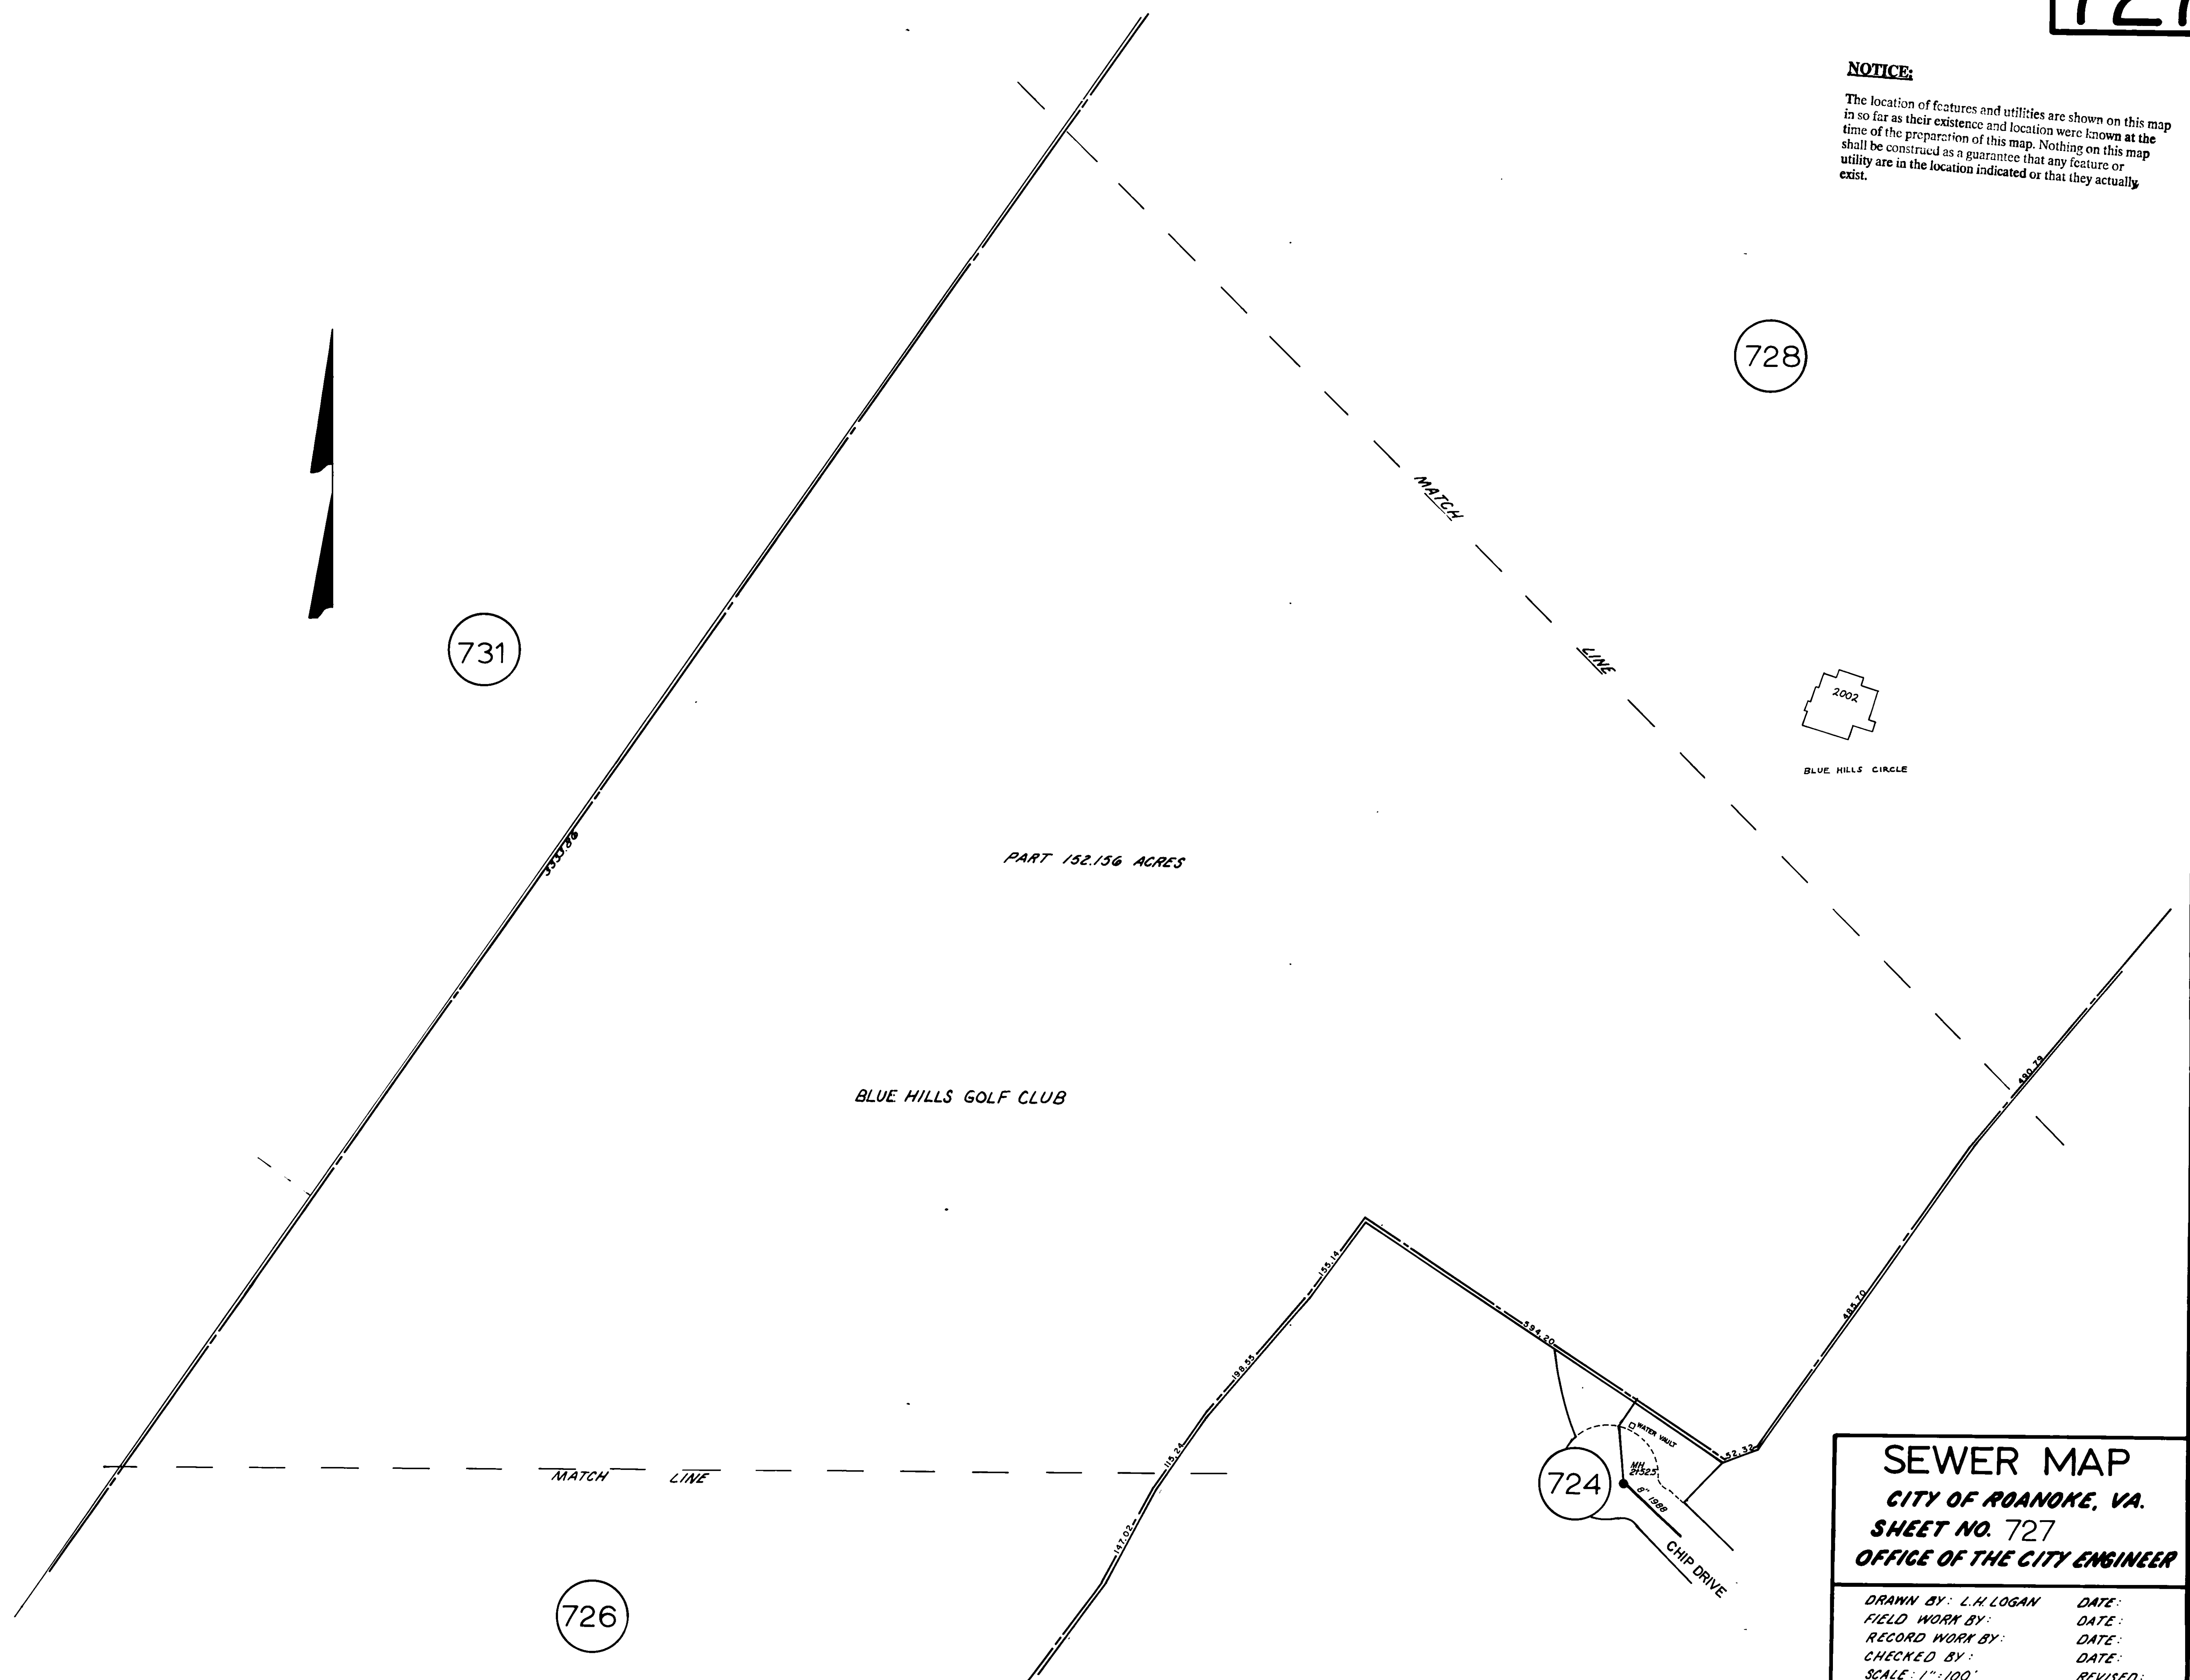 727
NOTICE:
The location of features and utilities are shown on this map
in so far as their existence and location were known at the
time of the preparation of this map. Nothing on this map
shall be construed as a guarantee that any feature or
utility are in the location indicated or that they actually
exist.
728
MATCH
LINE
731
2002
BLUE HILLS CIRCLE
3333.86
PART 152.156 ACRES
490.79
BLUE HILLS GOLF CLUB
155.14
485.70
594.20
198.55
WATER VAULT
52.32
115.24
MH
724
8" 1988
MATCH LINE
147.02
CHIP DRIVE
726
SEWER MAP
CITY OF ROANOKE, VA.
SHEET NO. 727
OFFICE OF THE CITY ENGINEER
DRAWN BY: L.H. LOGAN DATE:
FIELD WORK BY: DATE:
RECORD WORK BY: DATE:
CHECKED BY: DATE:
SCALE: 1":100' REVISED: